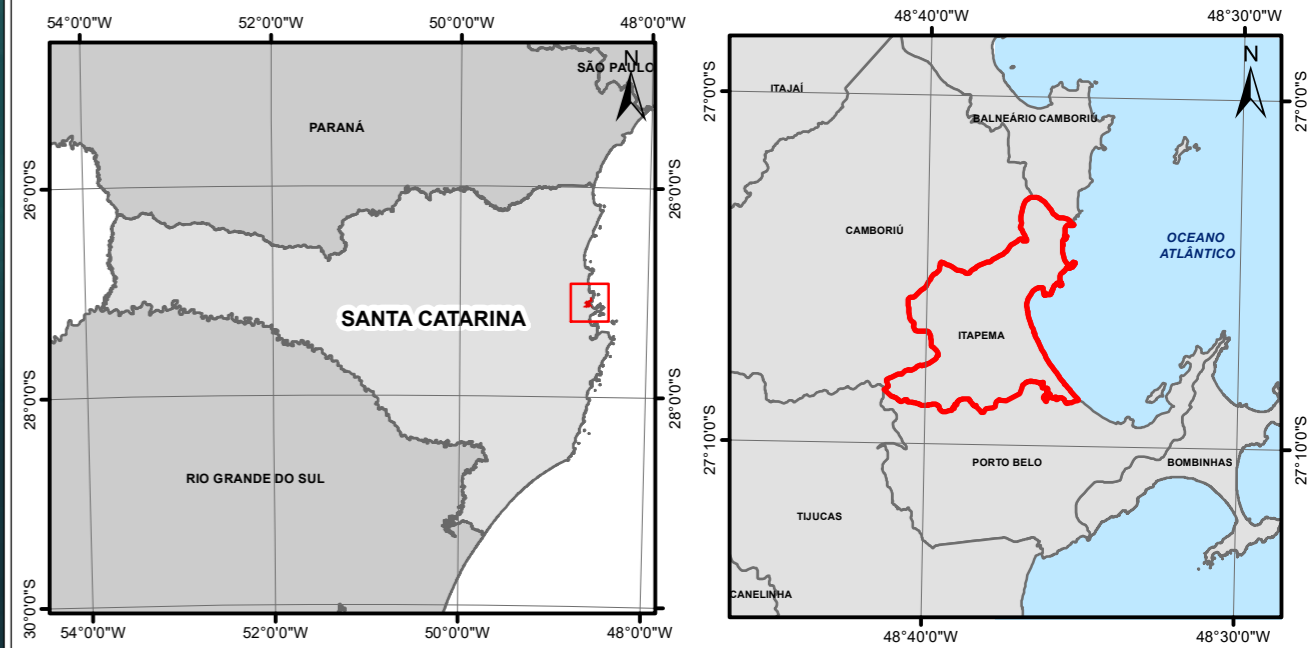 54°0'0"W 52°0'0"W 50°0'0"W 48°0'0"W
N
SÃO PAULO
PARANÁ
26°0'0"S
26°0'0"S
SANTA CATARINA
28°0'0"S
28°0'0"S
RIO GRANDE DO SUL
30°0'0"S
30°0'0"S
54°0'0"W 52°0'0"W 50°0'0"W 48°0'0"W
48°40'0"W 48°30'0"W
N
ITAJAÍ
27°0'0"S
27°0'0"S
BALNEÁRIO CAMBORIÚ
CAMBORIÚ
OCEANO
ATLÂNTICO
ITAPEMA
27°10'0"S
27°10'0"S
PORTO BELO
BOMBINHAS
TIJUCAS
CANELINHA
48°40'0"W 48°30'0"W